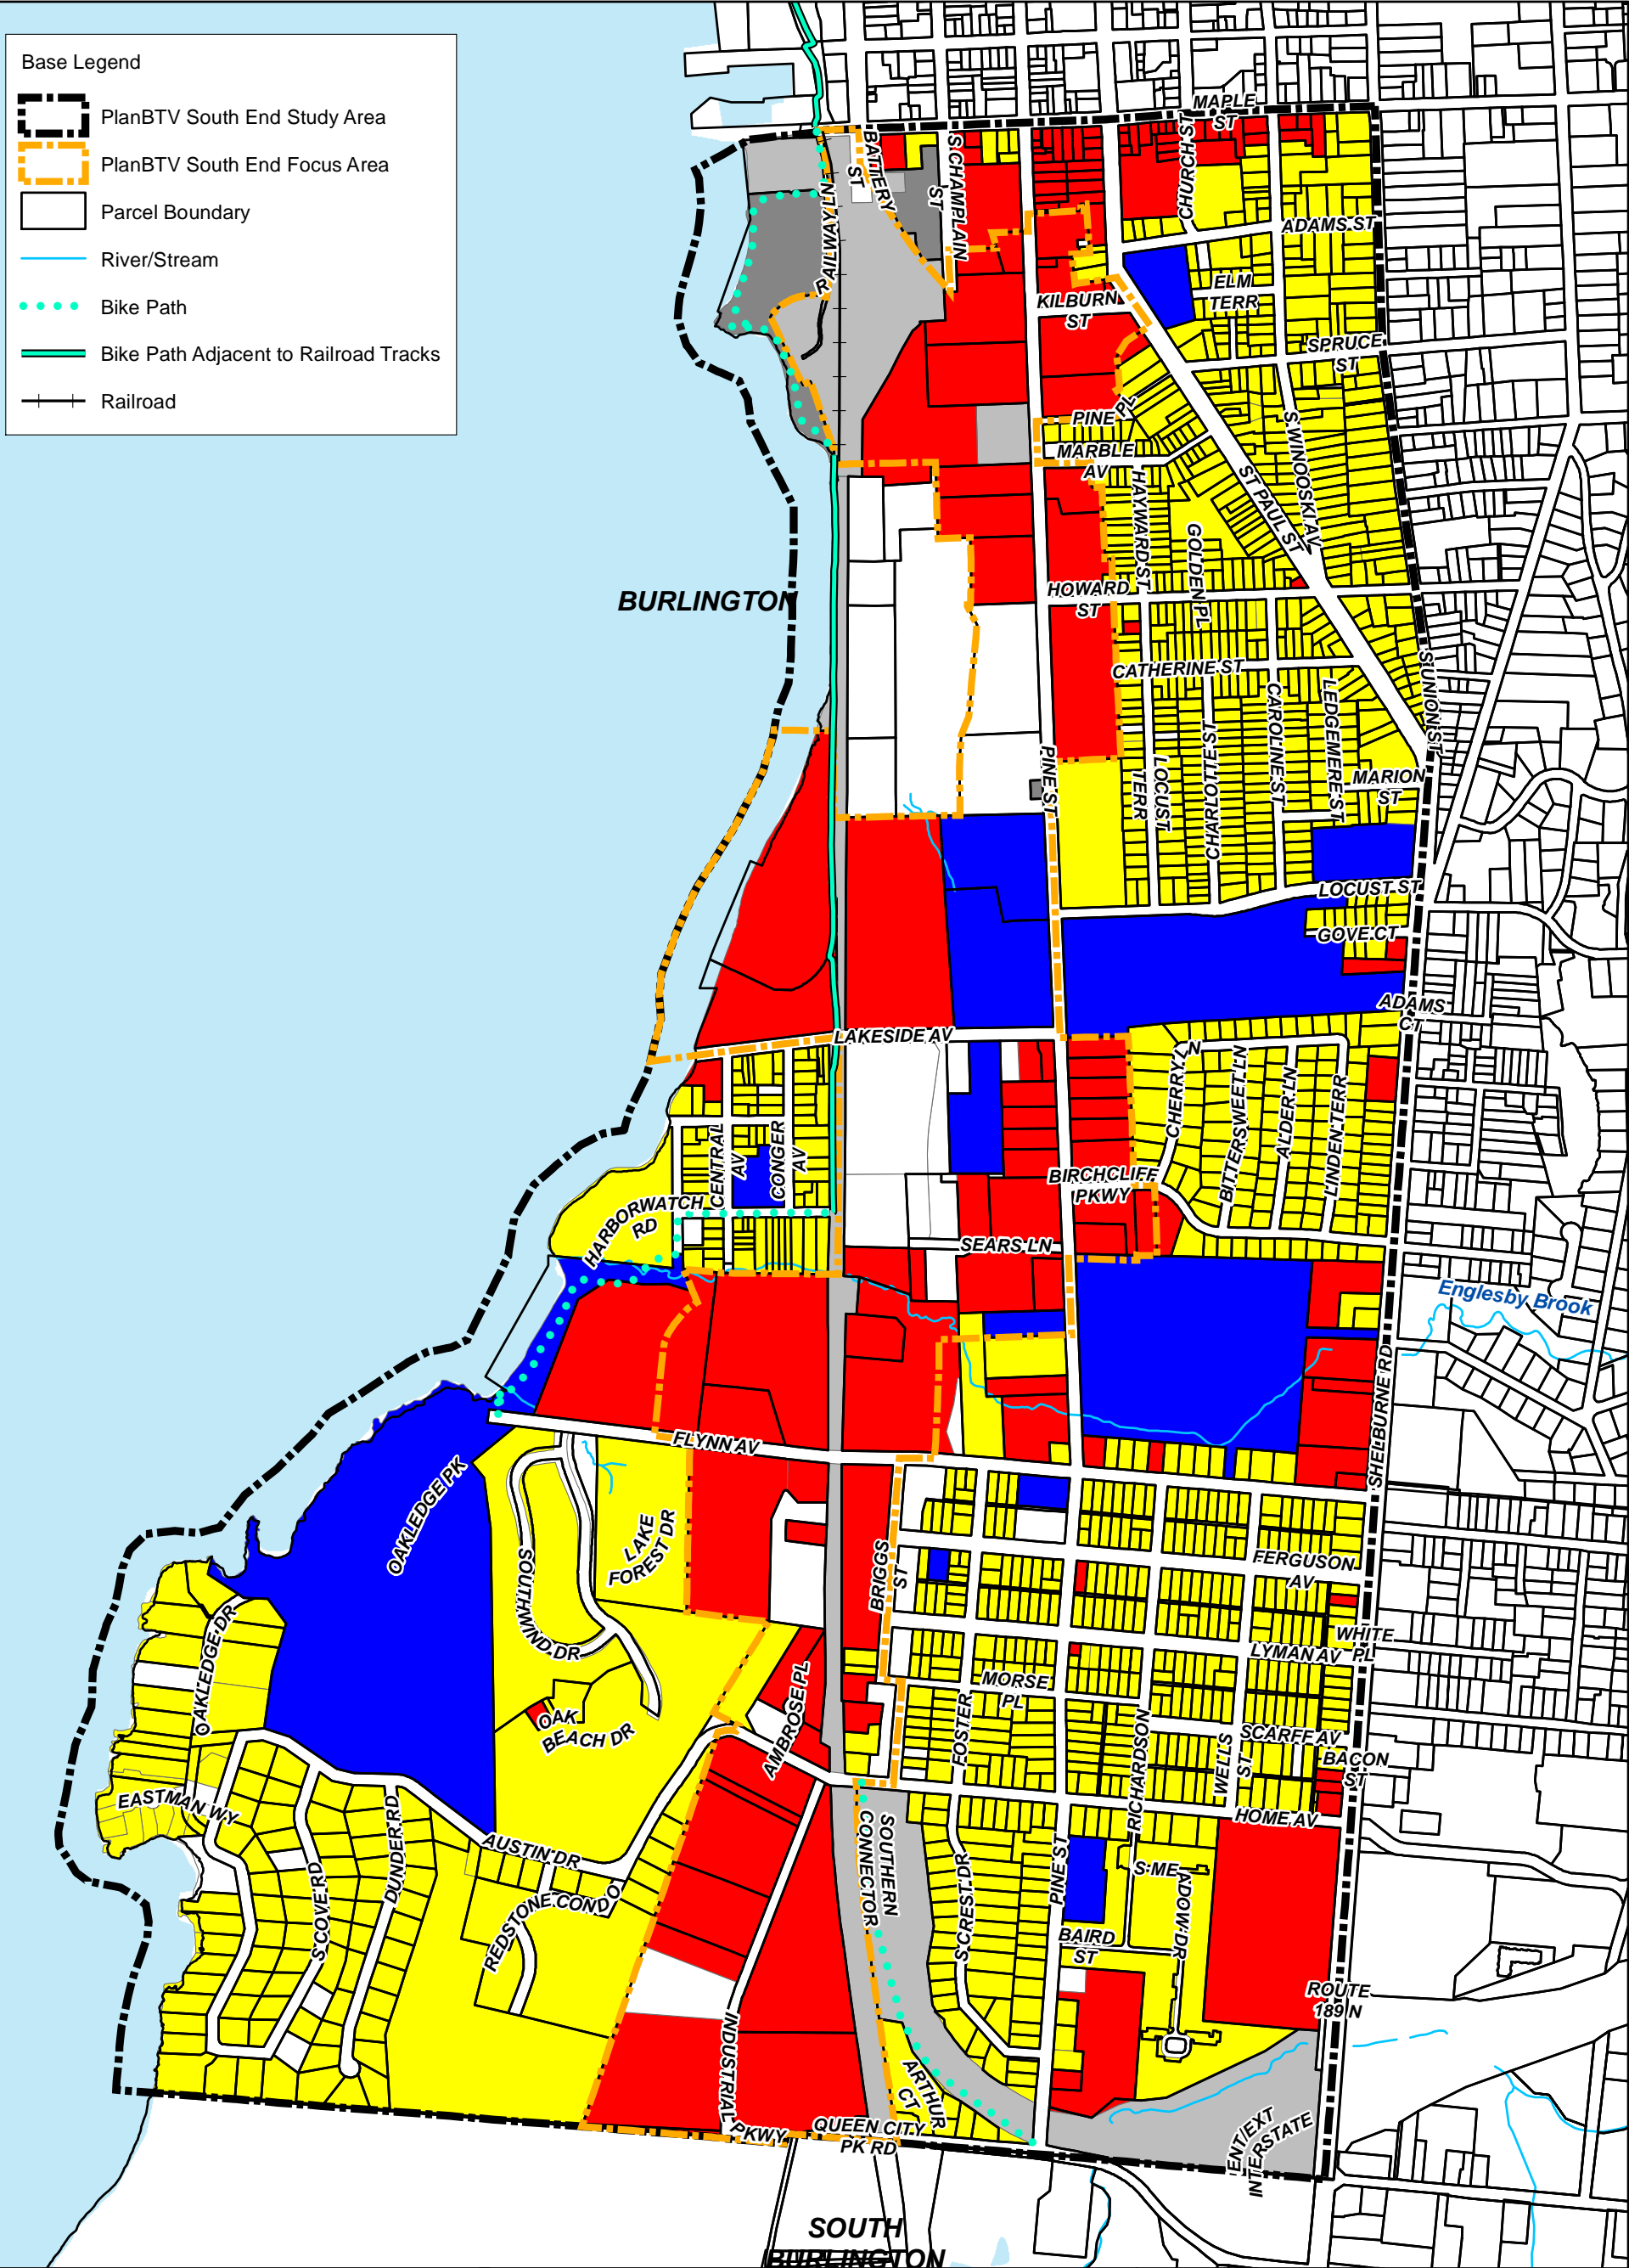 Base Legend
PlanBTV South End Study Area
PlanBTV South End Focus Area
Parcel Boundary
River/Stream
Bike Path
Bike Path Adjacent to Railroad Tracks
Railroad
MAPLE
ST
BATTERY
ST
S CHAMPLAIN
ST
CHURCH ST
RAILWAY LN
ADAMS ST
ELM
TERR
KILBURN
ST
SPRUCE
ST
PINE PL
MARBLE
AV
S WINOOSKI AV
ST PAUL ST
HAYWARD ST
GOLDEN PL
BURLINGTON
HOWARD
ST
CATHERINE ST
S UNION ST
LEDGEMERE ST
CAROLINE ST
CHARLOTTE ST
LOCUST
TERR
PINE ST
MARION
ST
LOCUST ST
GOVE CT
ADAMS
CT
LAKESIDE AV
CHERRY LN
BITTERSWEET LN
ALDER LN
LINDEN TERR
CENTRAL
AV
CONGER
AV
BIRCHCLIFF
PKWY
HARBORWATCH
RD
SEARS LN
Englesby Brook
SHELBURNE RD
FLYNN AV
OAKLEDGE PK
LAKE
FOREST DR
SOUTHWIND DR
BRIGGS
ST
FERGUSON
AV
WHITE
PL
LYMAN AV
OAKLEDGE DR
MORSE
PL
AMBROSE PL
OAK
BEACH DR
FOSTER
RICHARDSON
WELLS
ST
SCARFF AV
BACON
ST
EASTMAN WY
HOME AV
AUSTIN DR
DUNDER RD
S COVE RD
REDSTONE COND O
SOUTHERN
CONNECTOR
S CREST DR
PINE ST
S ME
ADOW DR
BAIRD
ST
ROUTE
189 N
INDUSTRIAL
PKWY
ARTHUR
CT
QUEEN CITY
PK RD
ENT/EXT
INTERSTATE
SOUTH
BURLINGTON